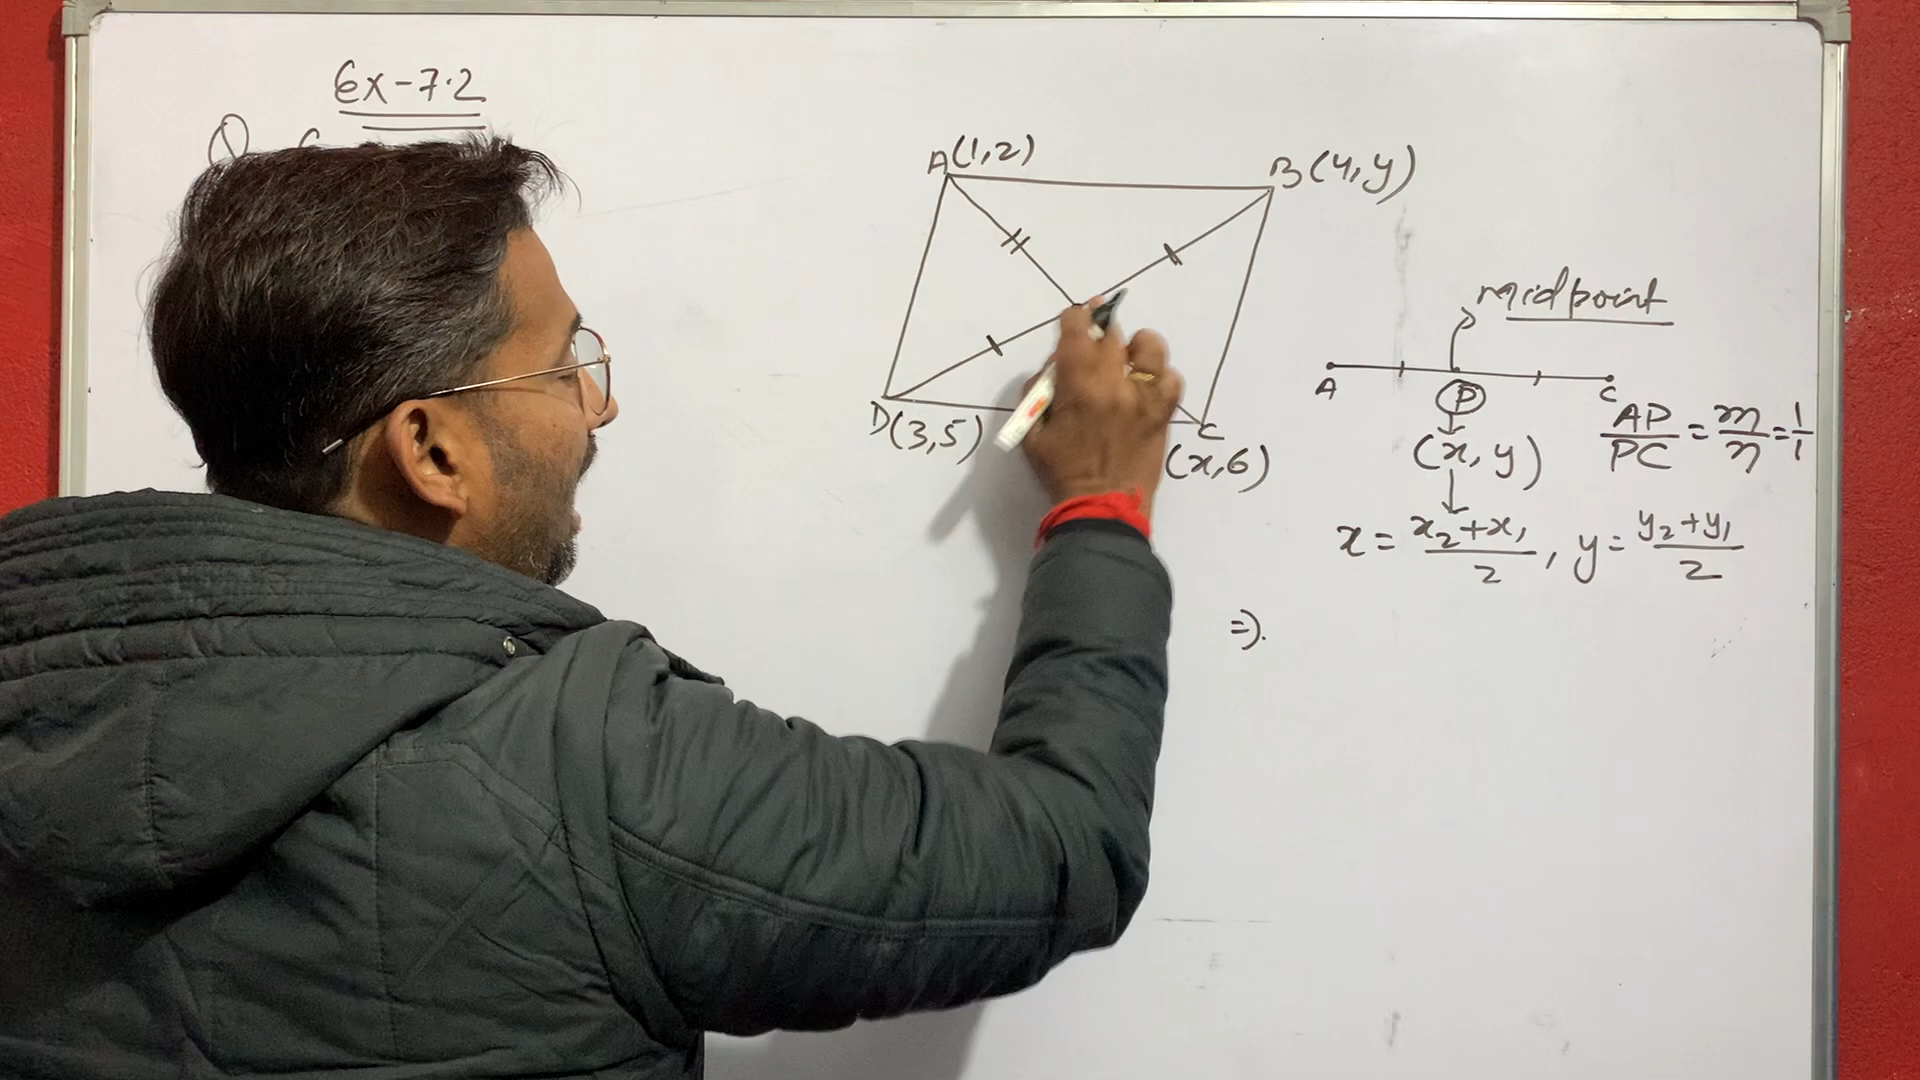 Ex-7.2
Q
A(1,2)
B(4,y)
D(3,5)
C
(x,6)
midpoint
A
P
C
AP/PC = m/n = 1/1
(x,y)
x = x₂+x₁/2, y = y₂+y₁/2
⇒